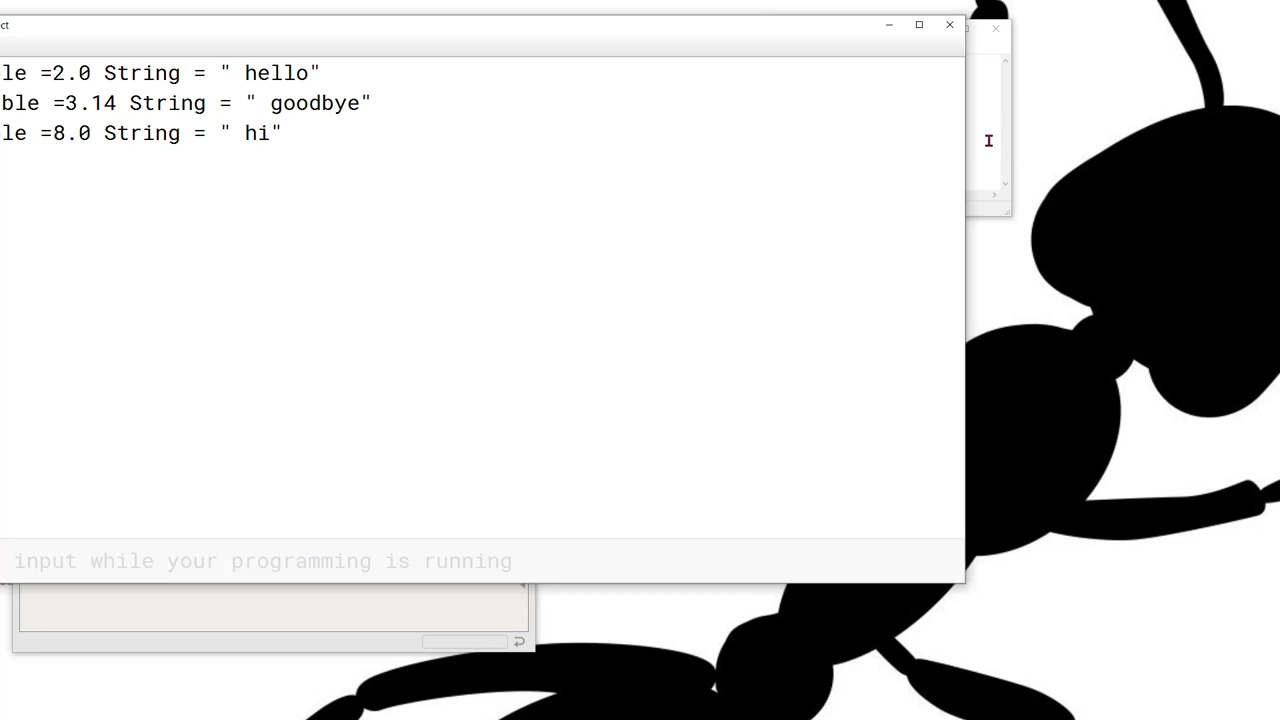 ct
le =2.0 String = " hello"
ble =3.14 String = " goodbye"
le =8.0 String = " hi"
input while your programming is running